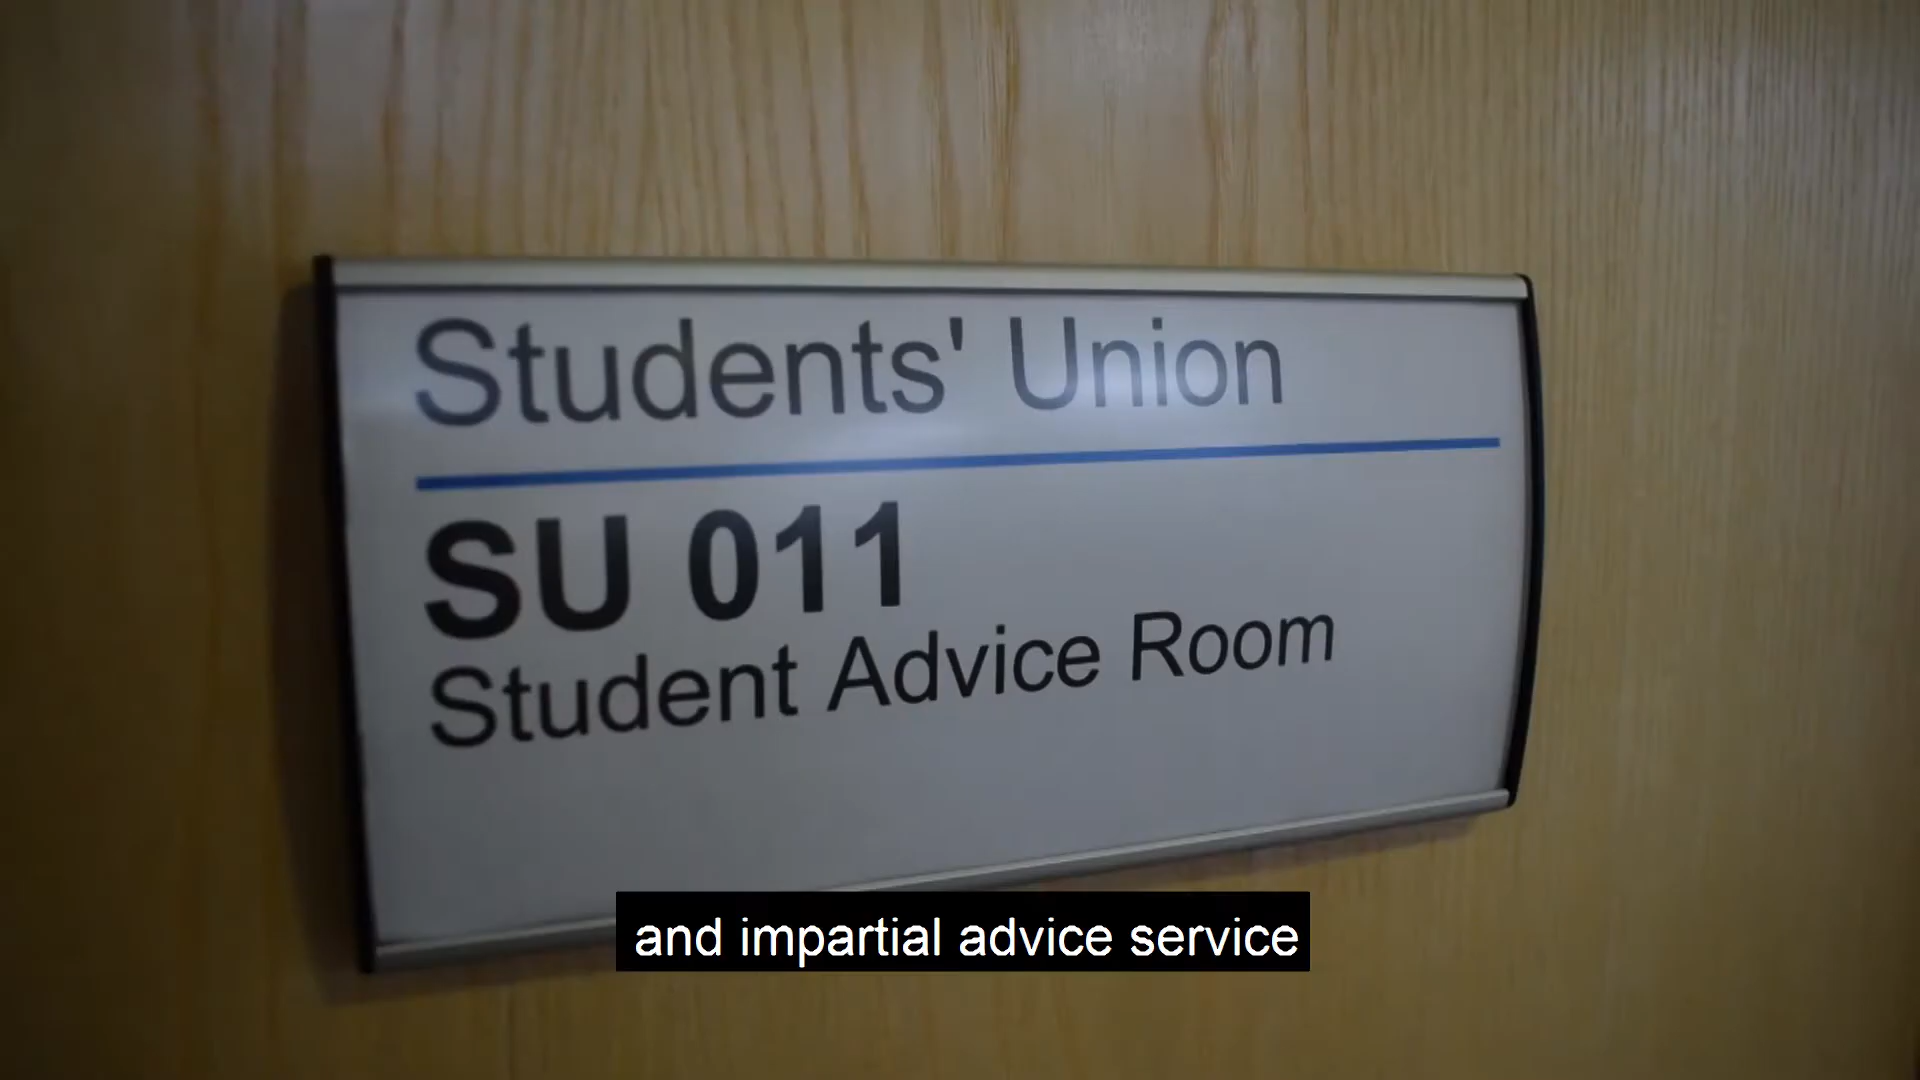 Students' Union
SU 011
Student Advice Room
and impartial advice service